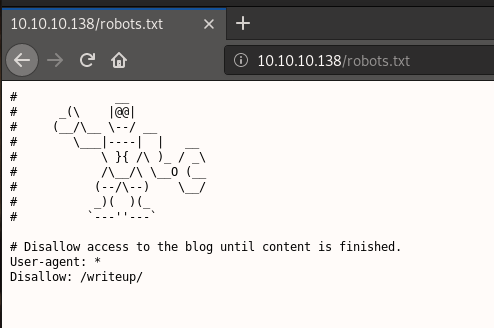 10.10.10.138/robots.txt
10.10.10.138/robots.txt
#              __
#      _(\    |@@|
#     (__/\__ \--/ __
#        \___|----|  |   __
#            \ }{ /\ )_ / _\
#            /\__/\ \__O (__
#           (--/\--)    \__/
#           _)(  )(_
#          `---''---`
# Disallow access to the blog until content is finished.
User-agent: *
Disallow: /writeup/